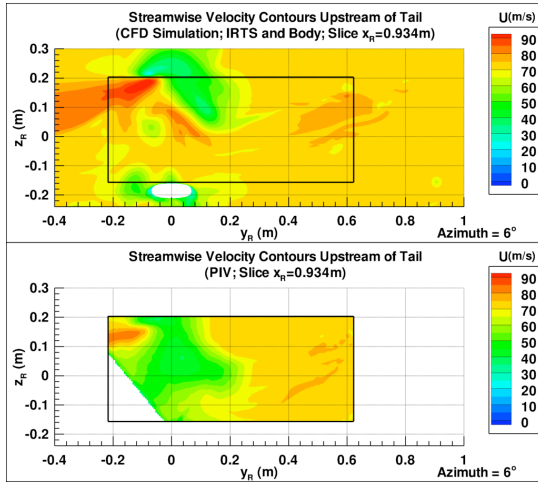 Streamwise Velocity Contours Upstream of Tail
(CFD Simulation; IRTS and Body; Slice x_R=0.934m)
U(m/s)
90
80
70
60
50
40
30
20
10
0
z_R (m)
0.3
0.2
0.1
0
-0.1
-0.2
-0.4 -0.2 0 0.2 0.4 0.6 0.8 1
y_R (m)
Azimuth = 6°
Streamwise Velocity Contours Upstream of Tail
(PIV; Slice x_R=0.934m)
U(m/s)
90
80
70
60
50
40
30
20
10
0
z_R (m)
0.3
0.2
0.1
0
-0.1
-0.2
-0.4 -0.2 0 0.2 0.4 0.6 0.8 1
y_R (m)
Azimuth = 6°